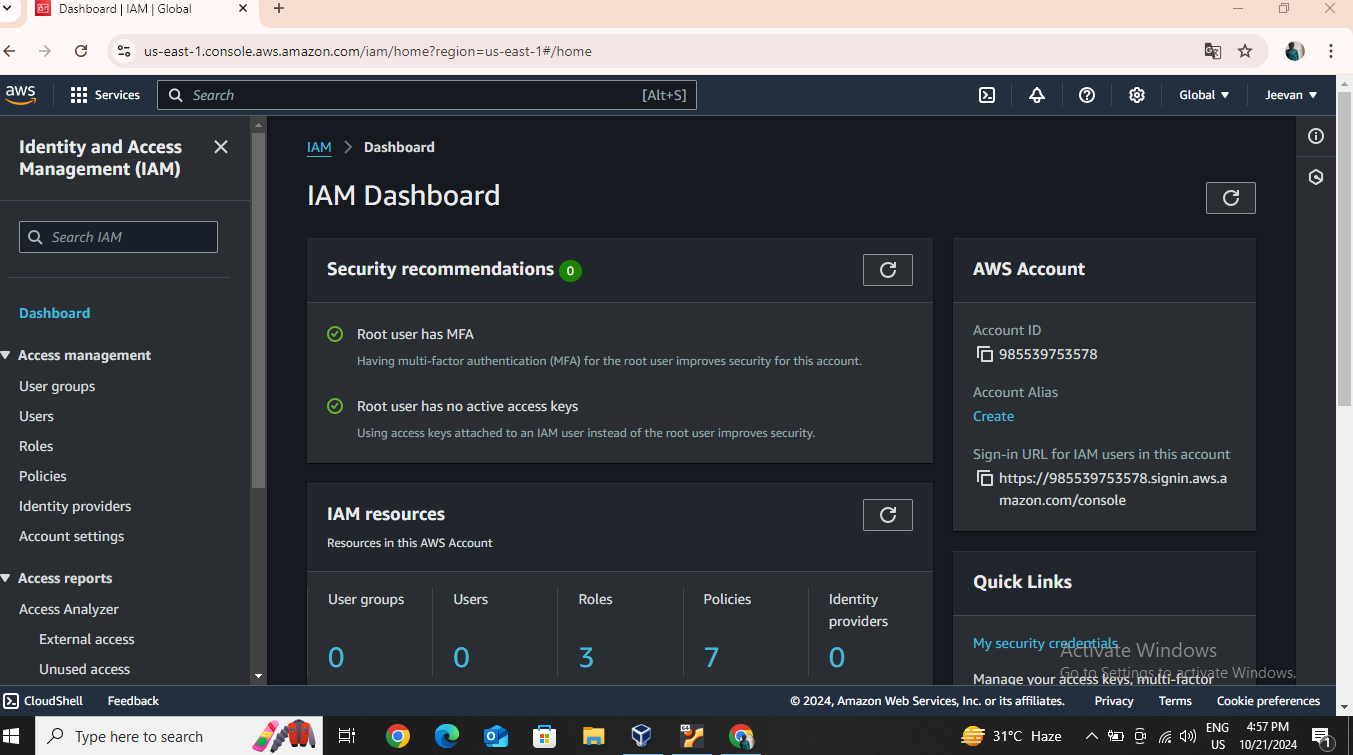 Dashboard | IAM | Global
us-east-1.console.aws.amazon.com/iam/home?region=us-east-1#/home
aws
Services
Search
[Alt+S]
Global
Jeevan
Identity and Access
Management (IAM)
Search IAM
Dashboard
Access management
User groups
Users
Roles
Policies
Identity providers
Account settings
Access reports
Access Analyzer
External access
Unused access
IAM
Dashboard
IAM Dashboard
Security recommendations 0
Root user has MFA
Having multi-factor authentication (MFA) for the root user improves security for this account.
Root user has no active access keys
Using access keys attached to an IAM user instead of the root user improves security.
IAM resources
Resources in this AWS Account
User groups
0
Users
0
Roles
3
Policies
7
Identity
providers
0
AWS Account
Account ID
985539753578
Account Alias
Create
Sign-in URL for IAM users in this account
https://985539753578.signin.aws.a
mazon.com/console
Quick Links
My security credentials
Manage your access keys, multi-factor
Activate Windows
Go to Settings to activate Windows.
CloudShell
Feedback
© 2024, Amazon Web Services, Inc. or its affiliates.
Privacy
Terms
Cookie preferences
Type here to search
31°C Haze
ENG
US
4:57 PM
10/21/2024